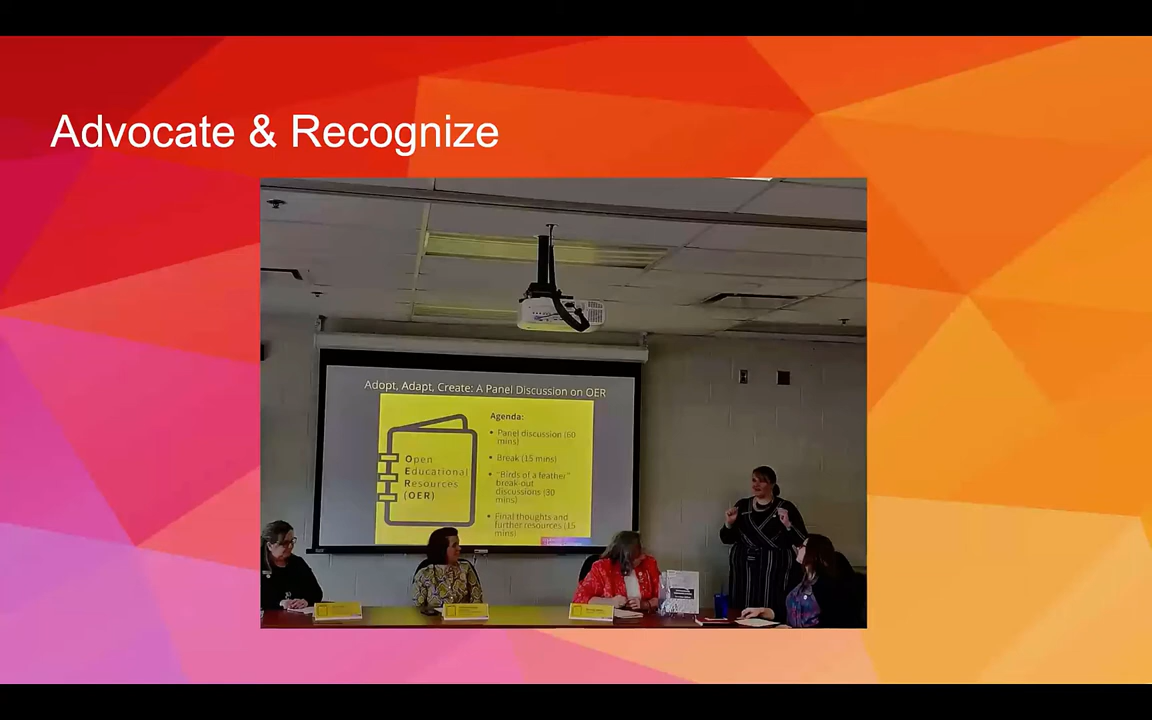 Advocate & Recognize
Adopt, Adapt, Create: A Panel Discussion on OER
Open
Educational
Resources
(OER)
Agenda:
• Panel discussion (60
mins)
• Break (15 mins)
• "Birds of a feather"
break-out
discussions (30
mins)
• Final thoughts and
further resources (15
mins)